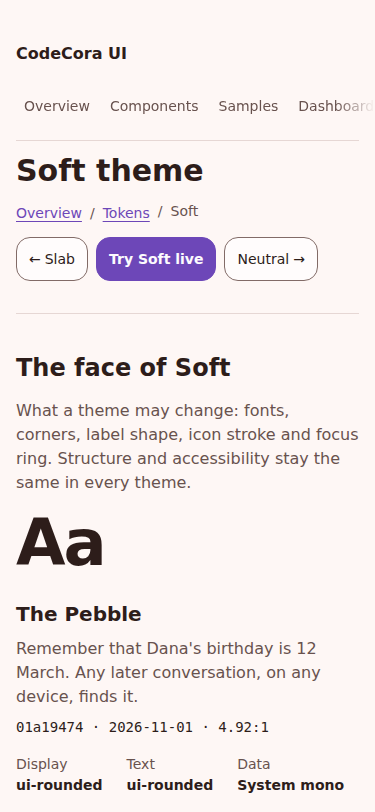 CodeCora UI
Overview Components Samples Dashboard
Soft theme
Overview / Tokens / Soft
← Slab Try Soft live Neutral →
The face of Soft
What a theme may change: fonts,
corners, label shape, icon stroke and focus
ring. Structure and accessibility stay the
same in every theme.
Aa
The Pebble
Remember that Dana's birthday is 12
March. Any later conversation, on any
device, finds it.
01a19474 · 2026-11-01 · 4.92:1
Display Text Data
ui-rounded ui-rounded System mono